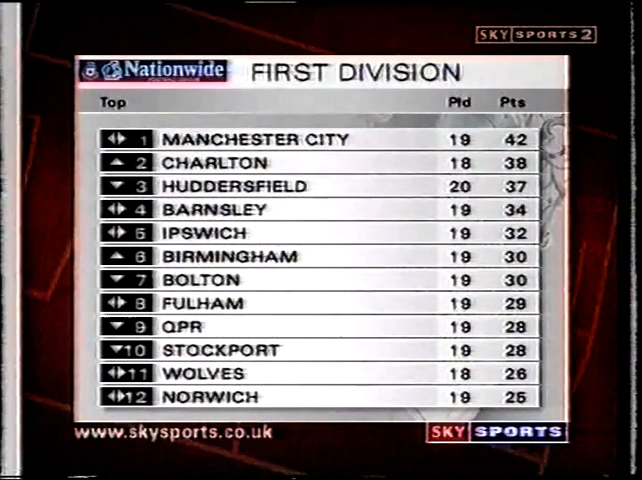 SKY SPORTS 2
Nationwide FIRST DIVISION
Top Pld Pts
1 MANCHESTER CITY 19 42
2 CHARLTON 18 38
3 HUDDERSFIELD 20 37
4 BARNSLEY 19 34
5 IPSWICH 19 32
6 BIRMINGHAM 19 30
7 BOLTON 19 30
8 FULHAM 19 29
9 QPR 19 28
10 STOCKPORT 19 28
11 WOLVES 18 26
12 NORWICH 19 25
www.skysports.co.uk SKY SPORTS